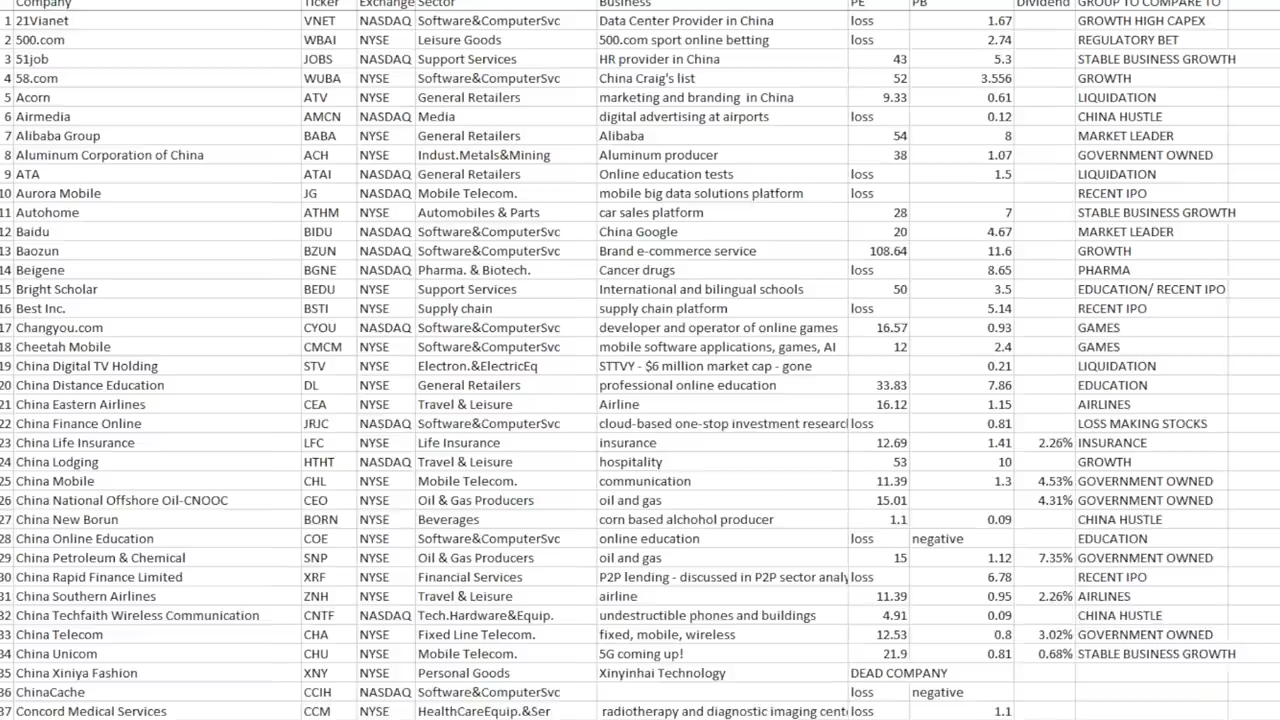 Company Ticker Exchange Sector Business PE PB Dividend GROUP TO COMPARE TO
1 21Vianet VNET NASDAQ Software&ComputerSvc Data Center Provider in China loss 1.67 GROWTH HIGH CAPEX
2 500.com WBAI NYSE Leisure Goods 500.com sport online betting loss 2.74 REGULATORY BET
3 51job JOBS NASDAQ Support Services HR provider in China 43 5.3 STABLE BUSINESS GROWTH
4 58.com WUBA NYSE Software&ComputerSvc China Craig's list 52 3.556 GROWTH
5 Acorn ATV NYSE General Retailers marketing and branding in China 9.33 0.61 LIQUIDATION
6 Airmedia AMCN NASDAQ Media digital advertising at airports loss 0.12 CHINA HUSTLE
7 Alibaba Group BABA NYSE General Retailers Alibaba 54 8 MARKET LEADER
8 Aluminum Corporation of China ACH NYSE Indust.Metals&Mining Aluminum producer 38 1.07 GOVERNMENT OWNED
9 ATA ATAI NASDAQ General Retailers Online education tests loss 1.5 LIQUIDATION
10 Aurora Mobile JG NASDAQ Mobile Telecom. mobile big data solutions platform loss RECENT IPO
11 Autohome ATHM NYSE Automobiles & Parts car sales platform 28 7 STABLE BUSINESS GROWTH
12 Baidu BIDU NASDAQ Software&ComputerSvc China Google 20 4.67 MARKET LEADER
13 Baozun BZUN NASDAQ Software&ComputerSvc Brand e-commerce service 108.64 11.6 GROWTH
14 Beigene BGNE NASDAQ Pharma. & Biotech. Cancer drugs loss 8.65 PHARMA
15 Bright Scholar BEDU NYSE Support Services International and bilingual schools 50 3.5 EDUCATION/ RECENT IPO
16 Best Inc. BSTI NYSE Supply chain supply chain platform loss 5.14 RECENT IPO
17 Changyou.com CYOU NASDAQ Software&ComputerSvc developer and operator of online games 16.57 0.93 GAMES
18 Cheetah Mobile CMCM NYSE Software&ComputerSvc mobile software applications, games, AI 12 2.4 GAMES
19 China Digital TV Holding STV NYSE Electron.&ElectricEq STTVY - $6 million market cap - gone 0.21 LIQUIDATION
20 China Distance Education DL NYSE General Retailers professional online education 33.83 7.86 EDUCATION
21 China Eastern Airlines CEA NYSE Travel & Leisure Airline 16.12 1.15 AIRLINES
22 China Finance Online JRJC NASDAQ Software&ComputerSvc cloud-based one-stop investment researc loss 0.81 LOSS MAKING STOCKS
23 China Life Insurance LFC NYSE Life Insurance insurance 12.69 1.41 2.26% INSURANCE
24 China Lodging HTHT NASDAQ Travel & Leisure hospitality 53 10 GROWTH
25 China Mobile CHL NYSE Mobile Telecom. communication 11.39 1.3 4.53% GOVERNMENT OWNED
26 China National Offshore Oil-CNOOC CEO NYSE Oil & Gas Producers oil and gas 15.01 4.31% GOVERNMENT OWNED
27 China New Borun BORN NYSE Beverages corn based alchohol producer 1.1 0.09 CHINA HUSTLE
28 China Online Education COE NYSE Software&ComputerSvc online education loss negative EDUCATION
29 China Petroleum & Chemical SNP NYSE Oil & Gas Producers oil and gas 15 1.12 7.35% GOVERNMENT OWNED
30 China Rapid Finance Limited XRF NYSE Financial Services P2P lending - discussed in P2P sector analy loss 6.78 RECENT IPO
31 China Southern Airlines ZNH NYSE Travel & Leisure airline 11.39 0.95 2.26% AIRLINES
32 China Techfaith Wireless Communication CNTF NASDAQ Tech.Hardware&Equip. undestructible phones and buildings 4.91 0.09 CHINA HUSTLE
33 China Telecom CHA NYSE Fixed Line Telecom. fixed, mobile, wireless 12.53 0.8 3.02% GOVERNMENT OWNED
34 China Unicom CHU NYSE Mobile Telecom. 5G coming up! 21.9 0.81 0.68% STABLE BUSINESS GROWTH
35 China Xiniya Fashion XNY NYSE Personal Goods Xinyinhai Technology DEAD COMPANY
36 ChinaCache CCIH NASDAQ Software&ComputerSvc loss negative
37 Concord Medical Services CCM NYSE HealthCareEquip.&Ser radiotherapy and diagnostic imaging cent loss 1.1